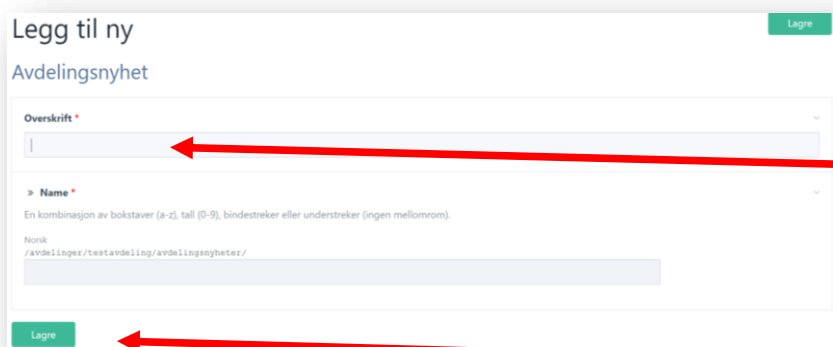 Legg til ny
Lagre
Avdelingsnyhet
Overskrift *
» Name *
En kombinasjon av bokstaver (a-z), tall (0-9), bindestreker eller understreker (ingen mellomrom).
Norsk
/avdelinger/testavdeling/avdelingsnyheter/
Lagre